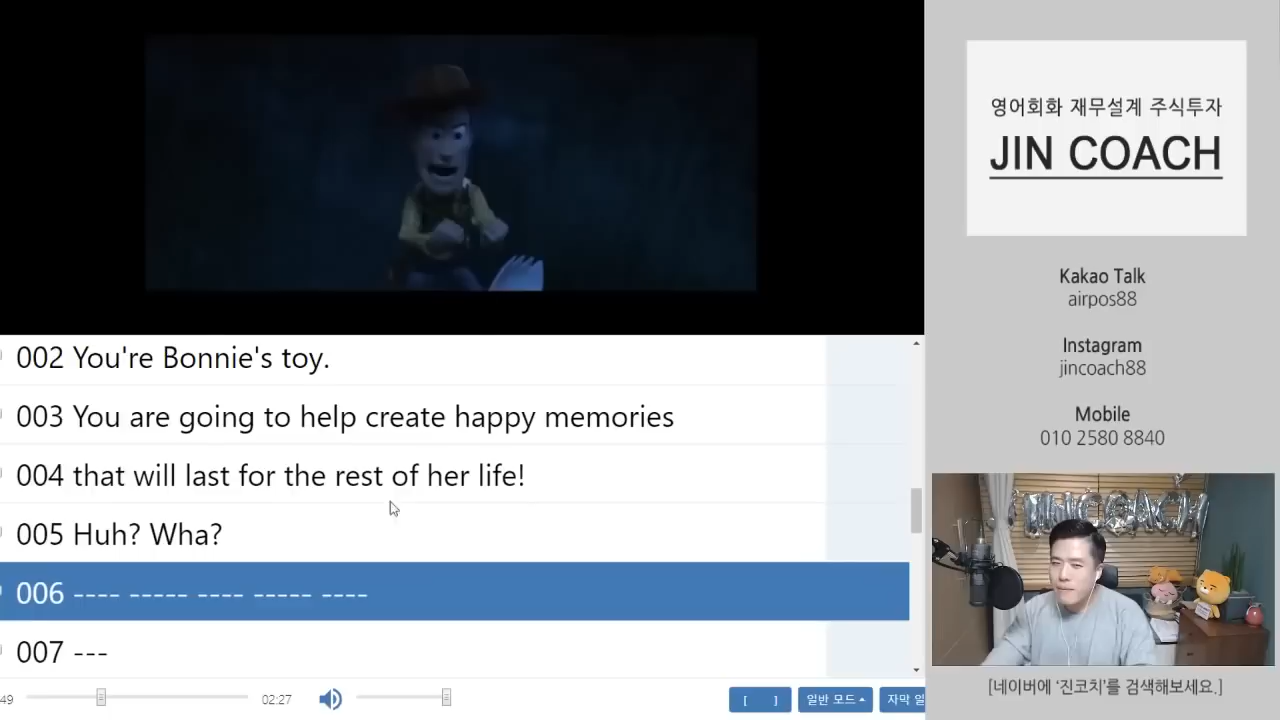 002 You're Bonnie's toy.
003 You are going to help create happy memories
004 that will last for the rest of her life!
005 Huh? Wha?
006 ---- ----- ---- ----- ----
007 ---
49
02:27
[ ]
일반 모드
자막 일
영어회화 재무설계 주식투자
JIN COACH
Kakao Talk
airpos88
Instagram
jincoach88
Mobile
010 2580 8840
JINCOACH
[네이버에 '진코치'를 검색해보세요.]